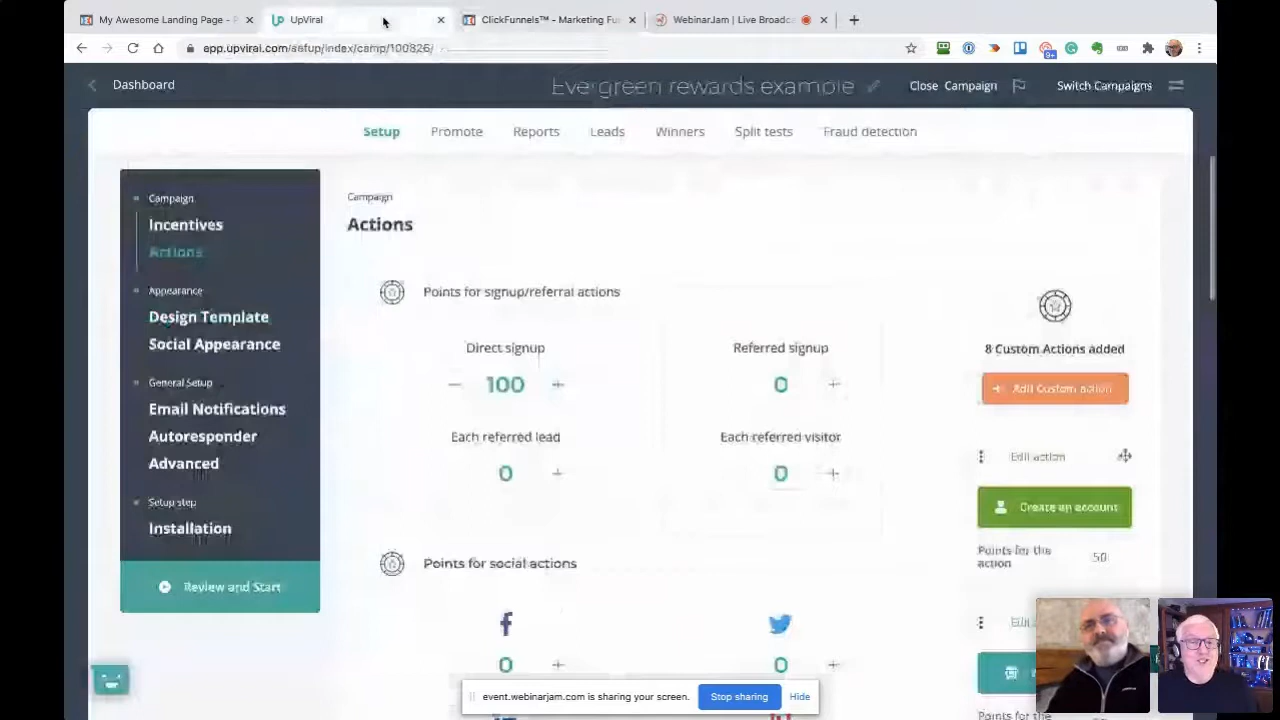 My Awesome Landing Page - P
UpViral
ClickFunnels™ - Marketing Fu
WebinarJam | Live Broadc
app.upviral.com/setup/index/camp/100826/
Dashboard
Evergreen rewards example
Close Campaign
Switch Campaigns
Setup
Promote
Reports
Leads
Winners
Split tests
Fraud detection
Campaign
Incentives
Actions
Appearance
Design Template
Social Appearance
General Setup
Email Notifications
Autoresponder
Advanced
Setup step
Installation
Review and Start
Campaign
Actions
Points for signup/referral actions
Direct signup
Referred signup
− 100 +
0 +
Each referred lead
Each referred visitor
0 +
0 +
Points for social actions
0 +
0
8 Custom Actions added
+ Add Custom action
Edit action
Create an account
Points for the
action
50
Edit
Points for the
event.webinarjam.com is sharing your screen.
Stop sharing
Hide